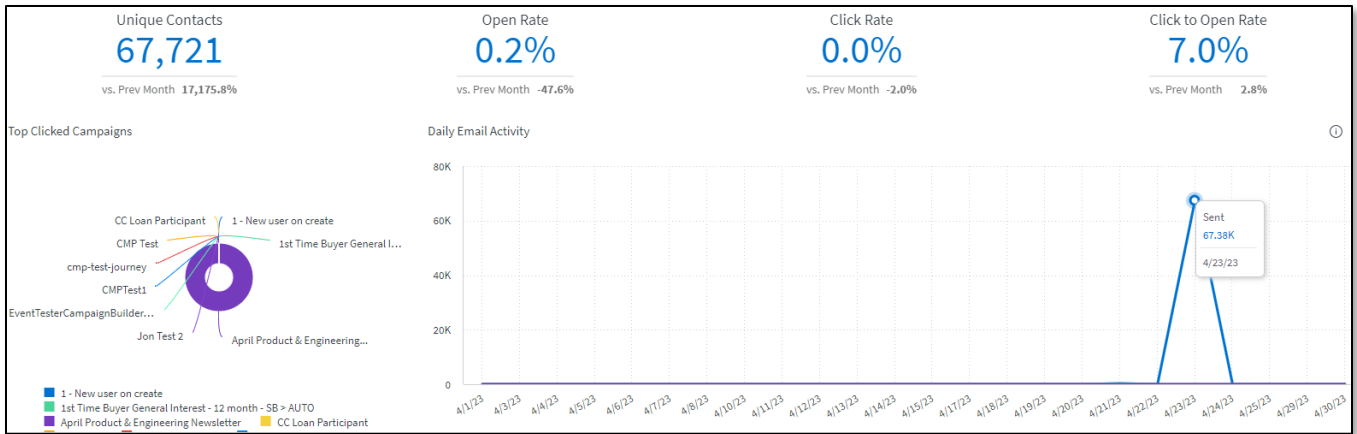 Unique Contacts
67,721
vs. Prev Month 17,175.8%
Open Rate
0.2%
vs. Prev Month -47.6%
Click Rate
0.0%
vs. Prev Month -2.0%
Click to Open Rate
7.0%
vs. Prev Month 2.8%
Top Clicked Campaigns
CC Loan Participant
1 - New user on create
CMP Test
1st Time Buyer General I...
cmp-test-journey
CMPTest1
EventTesterCampaignBuilder...
Jon Test 2
April Product & Engineering...
1 - New user on create
1st Time Buyer General Interest - 12 month - SB > AUTO
April Product & Engineering Newsletter CC Loan Participant
Daily Email Activity
80K
60K
40K
20K
0
Sent
67.38K
4/23/23
4/1/23 4/3/23 4/4/23 4/5/23 4/6/23 4/7/23 4/8/23 4/10/23 4/11/23 4/12/23 4/13/23 4/14/23 4/15/23 4/17/23 4/18/23 4/19/23 4/20/23 4/21/23 4/22/23 4/23/23 4/24/23 4/25/23 4/29/23 4/30/23